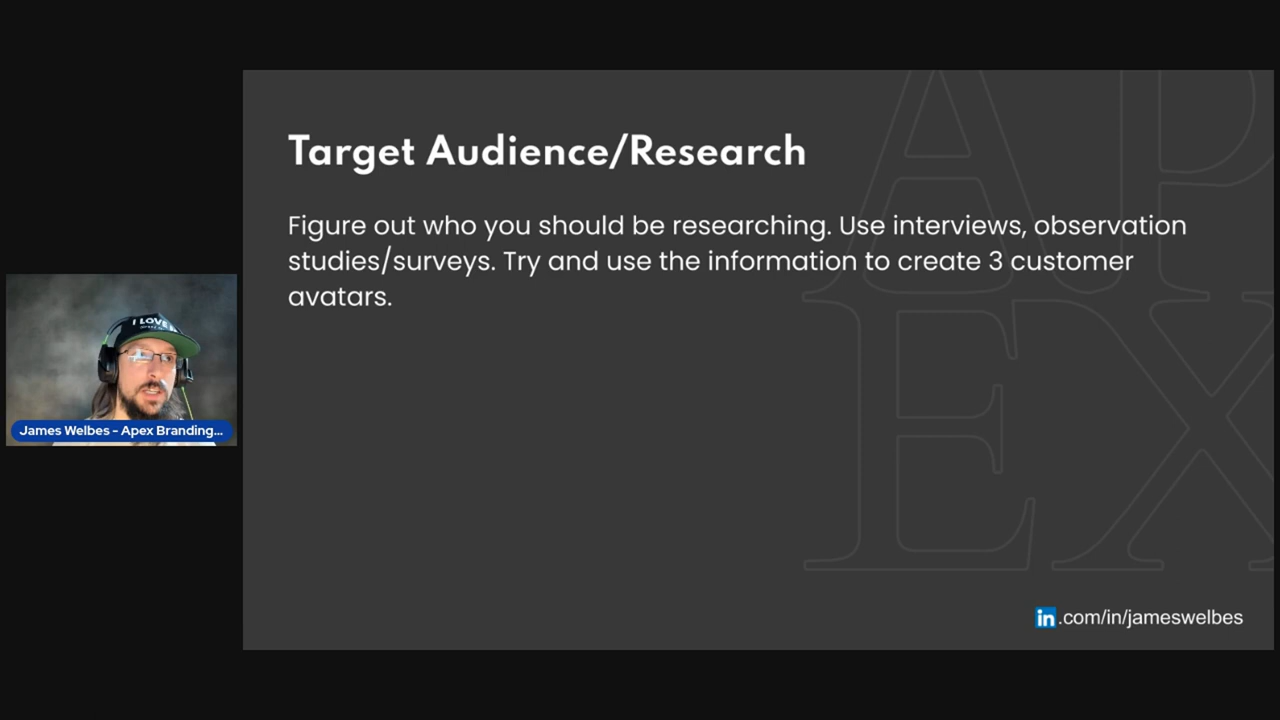 Target Audience/Research
Figure out who you should be researching. Use interviews, observation
studies/surveys. Try and use the information to create 3 customer
avatars.
I LOVE
James Welbes - Apex Branding...
APEX
in.com/in/jameswelbes